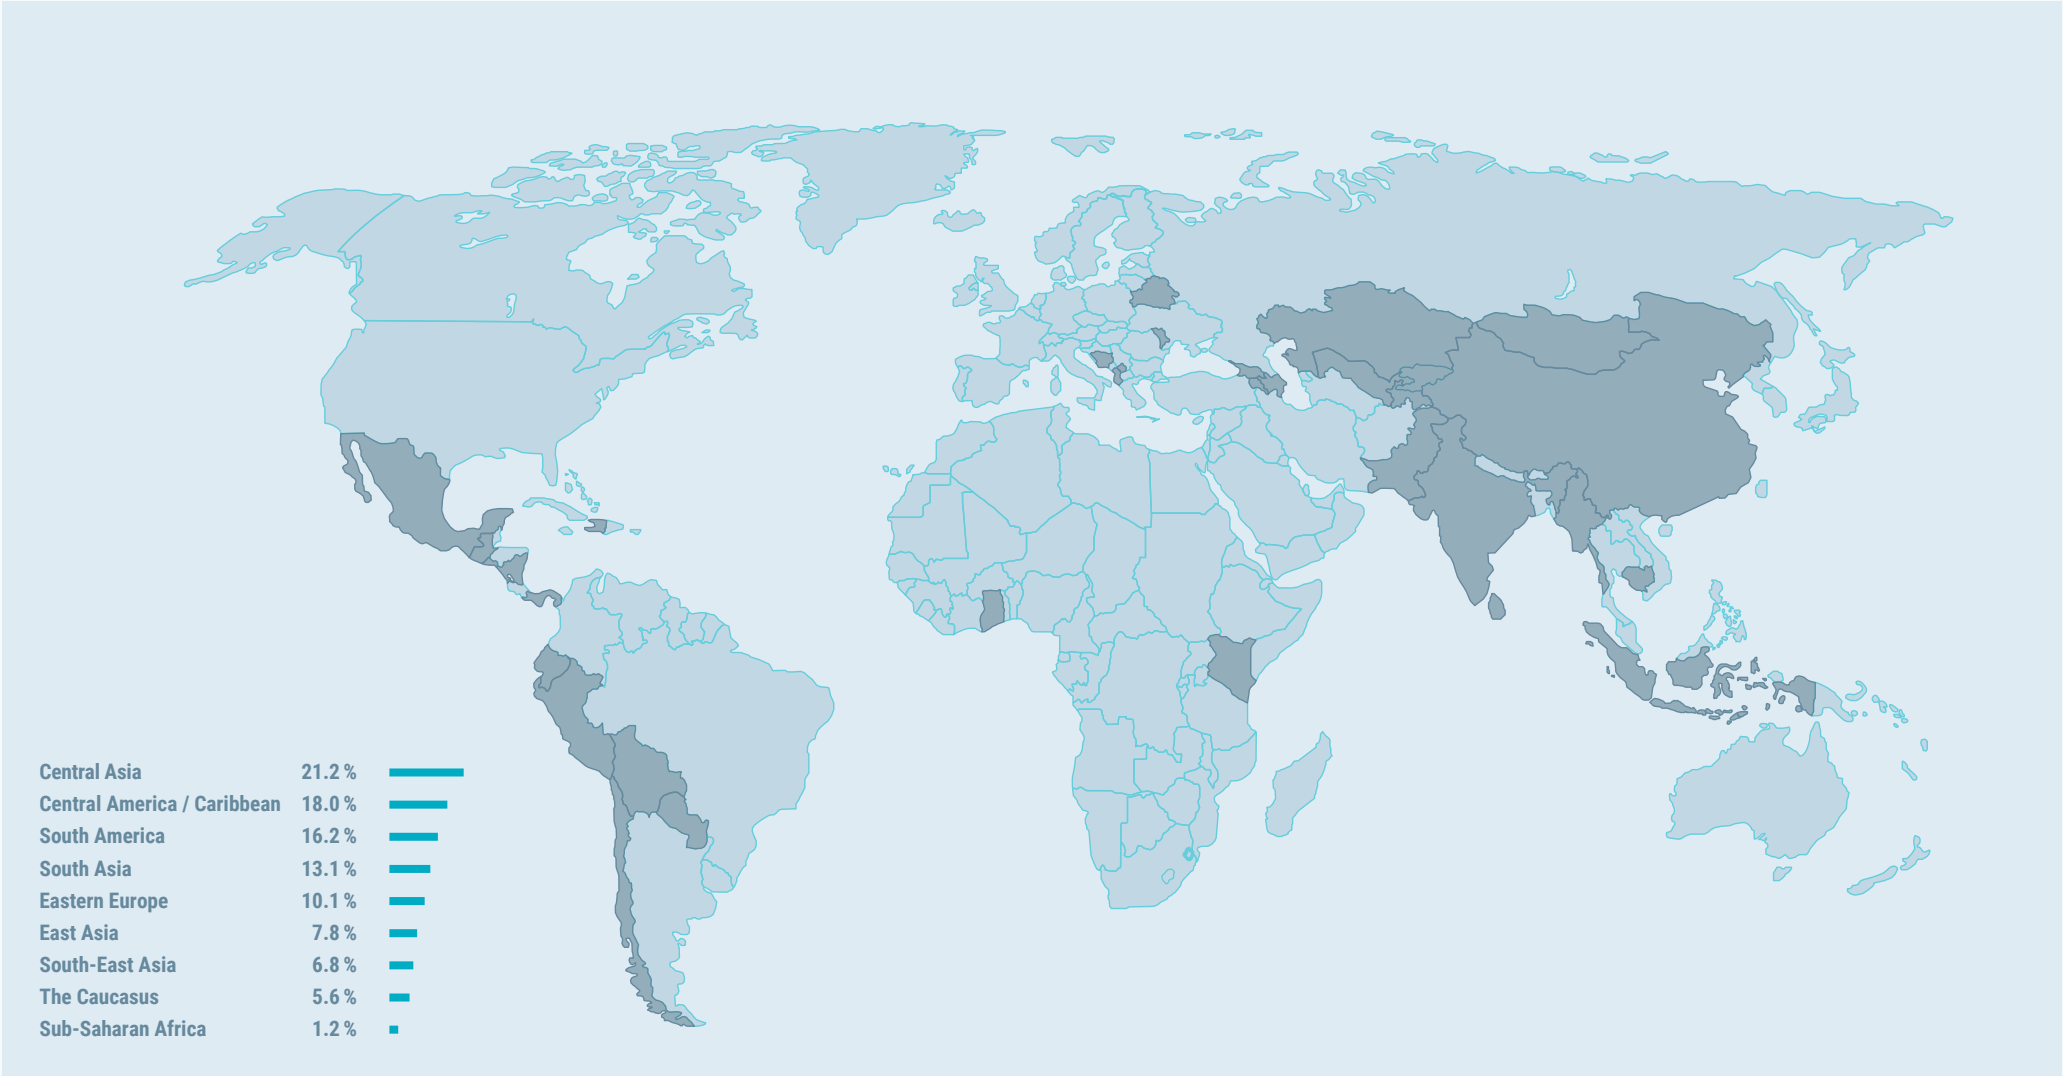 Central Asia 21.2 %
Central America / Caribbean 18.0 %
South America 16.2 %
South Asia 13.1 %
Eastern Europe 10.1 %
East Asia 7.8 %
South-East Asia 6.8 %
The Caucasus 5.6 %
Sub-Saharan Africa 1.2 %